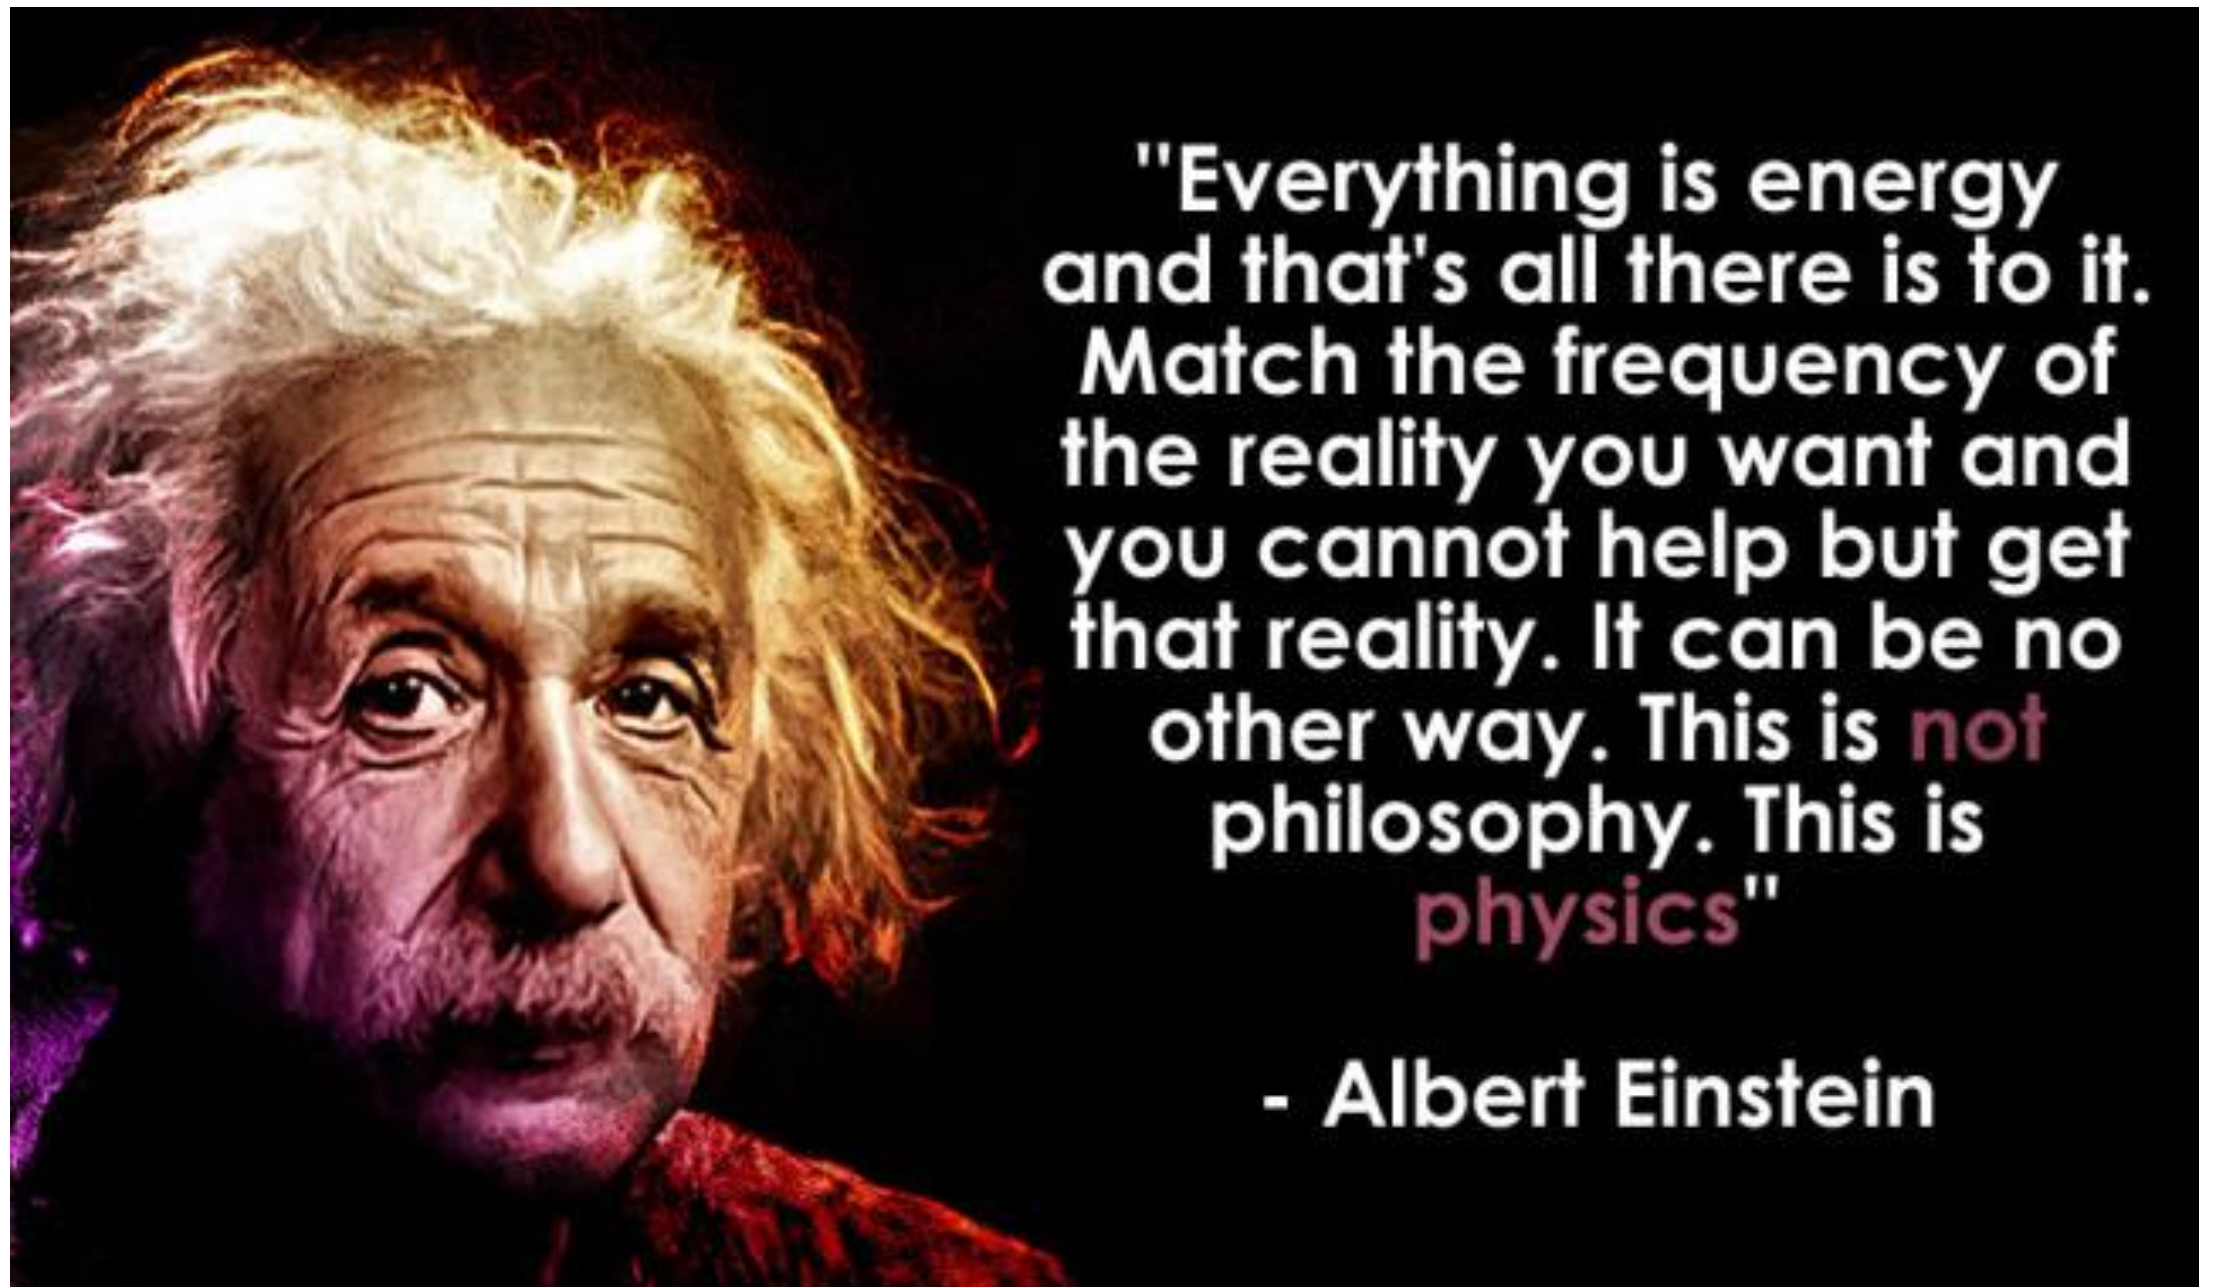 "Everything is energy
and that's all there is to it.
Match the frequency of
the reality you want and
you cannot help but get
that reality. It can be no
other way. This is not
philosophy. This is
physics"
- Albert Einstein